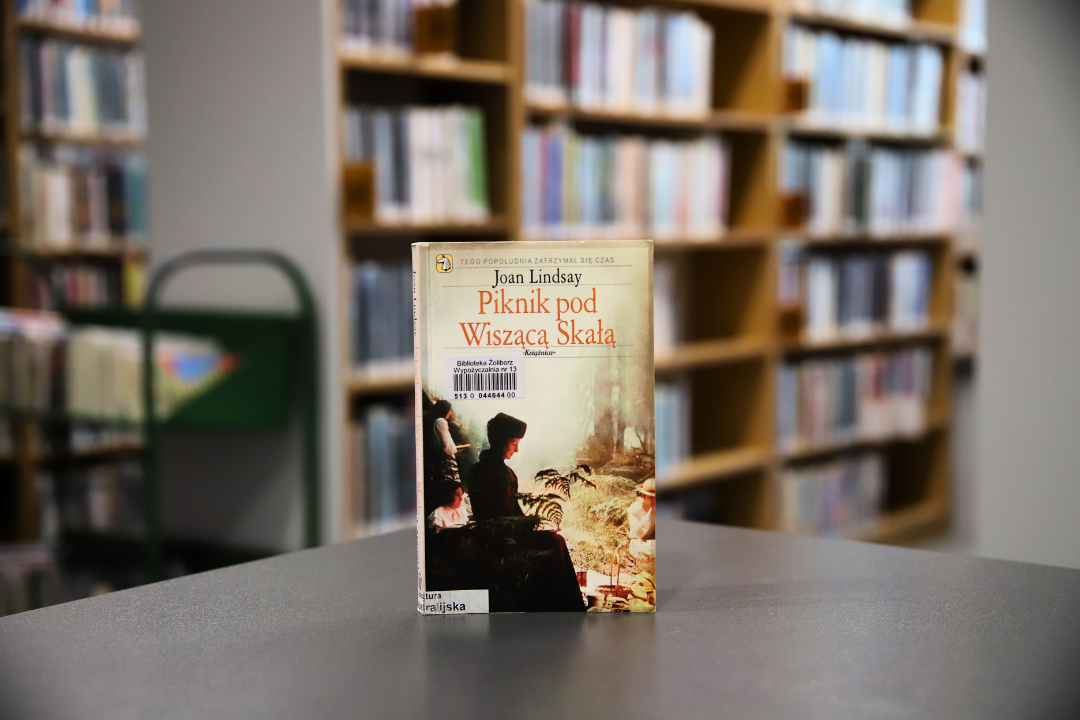 TEGO POPOŁUDNIA ZATRZYMAŁ SIĘ CZAS
Joan Lindsay
Piknik pod
Wiszącą Skałą
Książnica
Biblioteka Żoliborz
Wypożyczalnia nr 13
513 0 044644 00
tura
ralijska